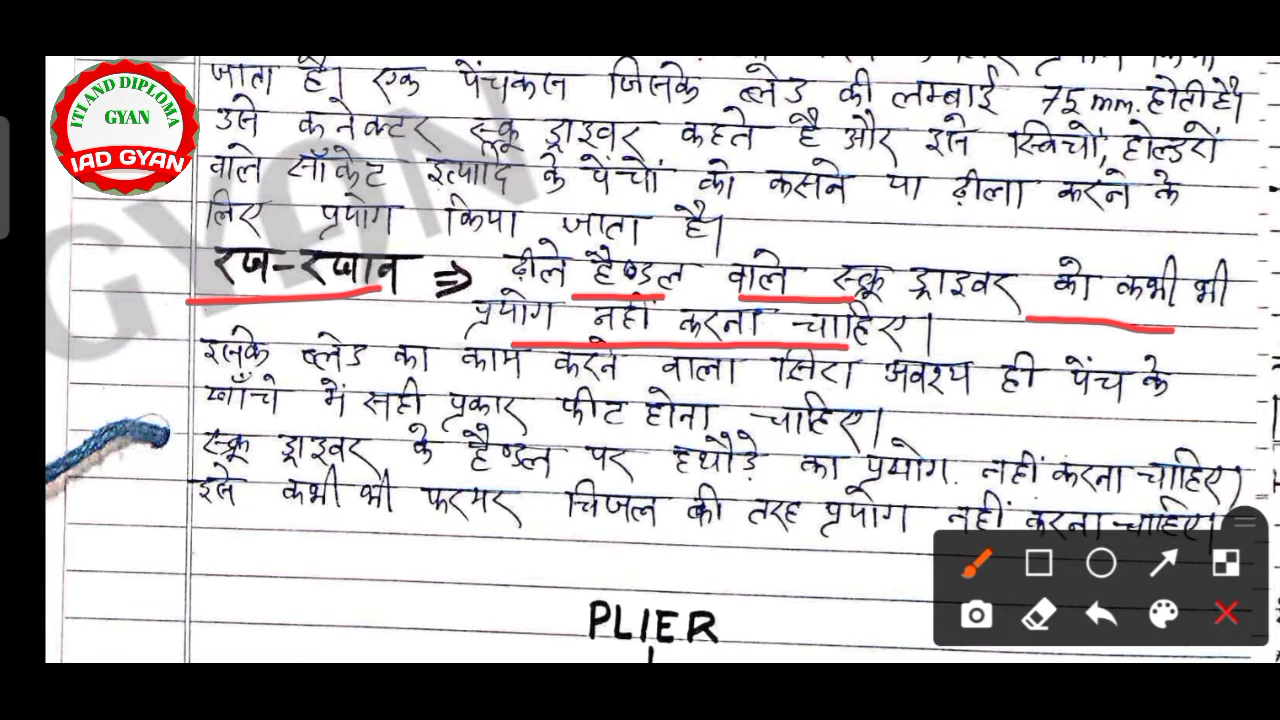 ITI AND DIPLOMA
GYAN
IAD GYAN
GYAN
जाता है। एक पेंचकस जिसके ब्लेड की लम्बाई 75 mm. होती है।
उसे कनेक्टर स्क्रू ड्राइवर कहते है और इसे स्विचों, होल्डरों
वाले सॉकेट इत्यादि के पेंचों को कसने या ढ़ीला करने के
लिए प्रयोग किया जाता है।
रख-रखाव ⇒ ढ़ीले हैण्डल वाले स्क्रू ड्राइवर को कभी भी
प्रयोग नहीं करना चाहिए।
इसके ब्लेड का काम करने वाला सिरा अवश्य ही पेंच के
खाँचे में सही प्रकार फीट होना चाहिए।
स्क्रू ड्राइवर के हैण्डल पर हथौड़े का प्रयोग. नहीं करना चाहिए।
इसे कभी भी फरमर चिजल की तरह प्रयोग नहीं करना चाहिए।
PLIER